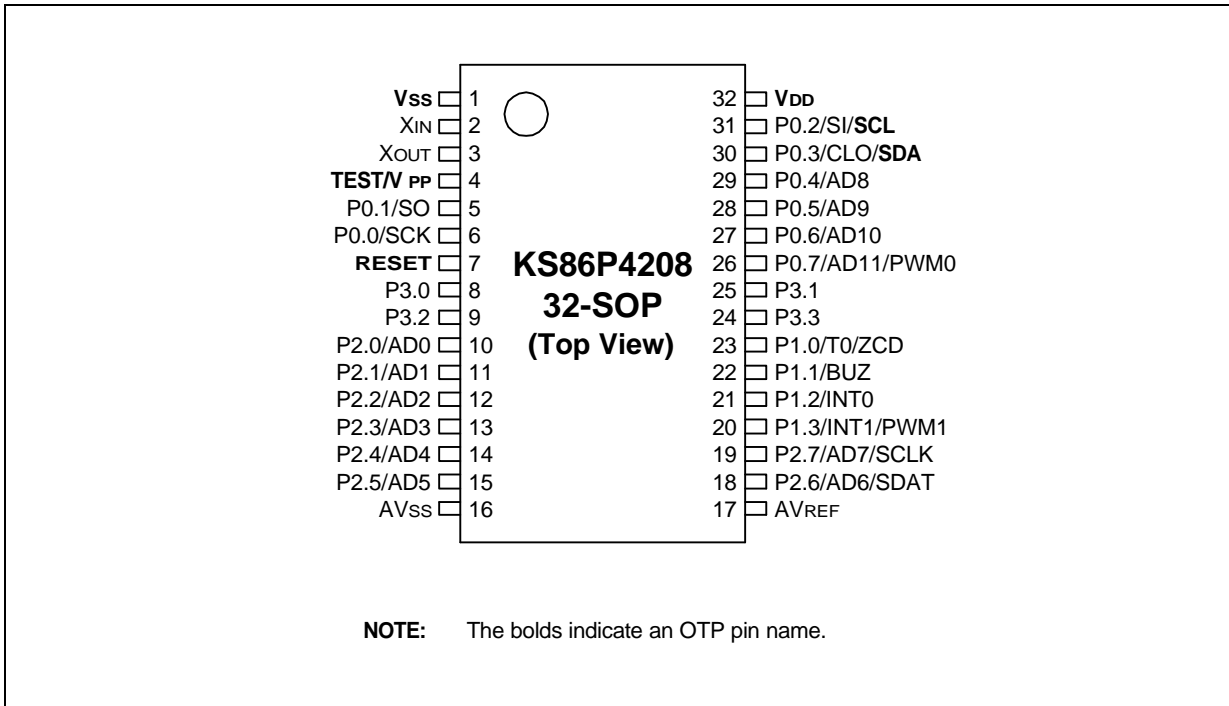 Vss 1
XIN 2
XOUT 3
TEST/V PP 4
P0.1/SO 5
P0.0/SCK 6
RESET 7
P3.0 8
P3.2 9
P2.0/AD0 10
P2.1/AD1 11
P2.2/AD2 12
P2.3/AD3 13
P2.4/AD4 14
P2.5/AD5 15
AVss 16
KS86P4208
32-SOP
(Top View)
32 VDD
31 P0.2/SI/SCL
30 P0.3/CLO/SDA
29 P0.4/AD8
28 P0.5/AD9
27 P0.6/AD10
26 P0.7/AD11/PWM0
25 P3.1
24 P3.3
23 P1.0/T0/ZCD
22 P1.1/BUZ
21 P1.2/INT0
20 P1.3/INT1/PWM1
19 P2.7/AD7/SCLK
18 P2.6/AD6/SDAT
17 AVREF
NOTE: The bolds indicate an OTP pin name.